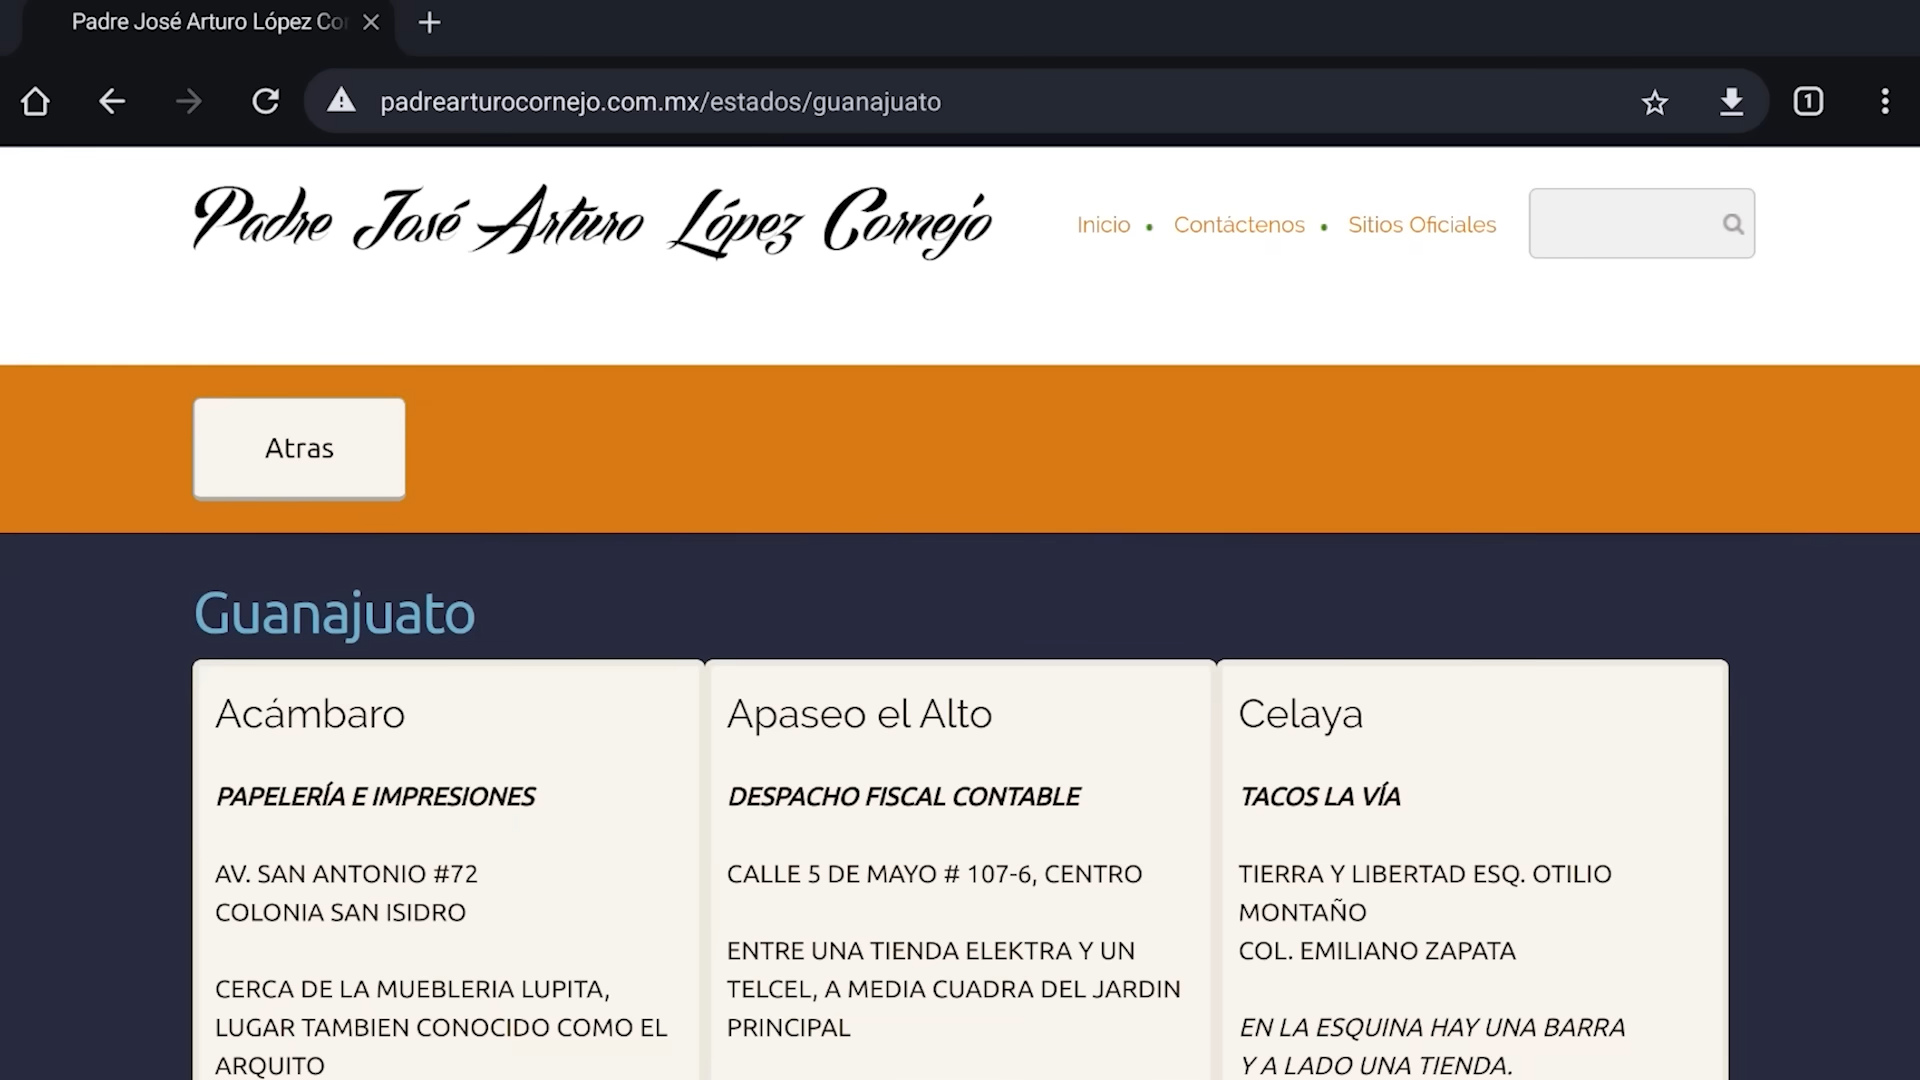 Padre José Arturo López Cor
padrearturocornejo.com.mx/estados/guanajuato
1
Padre José Arturo López Cornejo
Inicio • Contáctenos • Sitios Oficiales
Atras
Guanajuato
Acámbaro
PAPELERÍA E IMPRESIONES
AV. SAN ANTONIO #72
COLONIA SAN ISIDRO
CERCA DE LA MUEBLERIA LUPITA,
LUGAR TAMBIEN CONOCIDO COMO EL
ARQUITO
Apaseo el Alto
DESPACHO FISCAL CONTABLE
CALLE 5 DE MAYO # 107-6, CENTRO
ENTRE UNA TIENDA ELEKTRA Y UN
TELCEL, A MEDIA CUADRA DEL JARDIN
PRINCIPAL
Celaya
TACOS LA VÍA
TIERRA Y LIBERTAD ESQ. OTILIO
MONTAÑO
COL. EMILIANO ZAPATA
EN LA ESQUINA HAY UNA BARRA
Y A LADO UNA TIENDA.